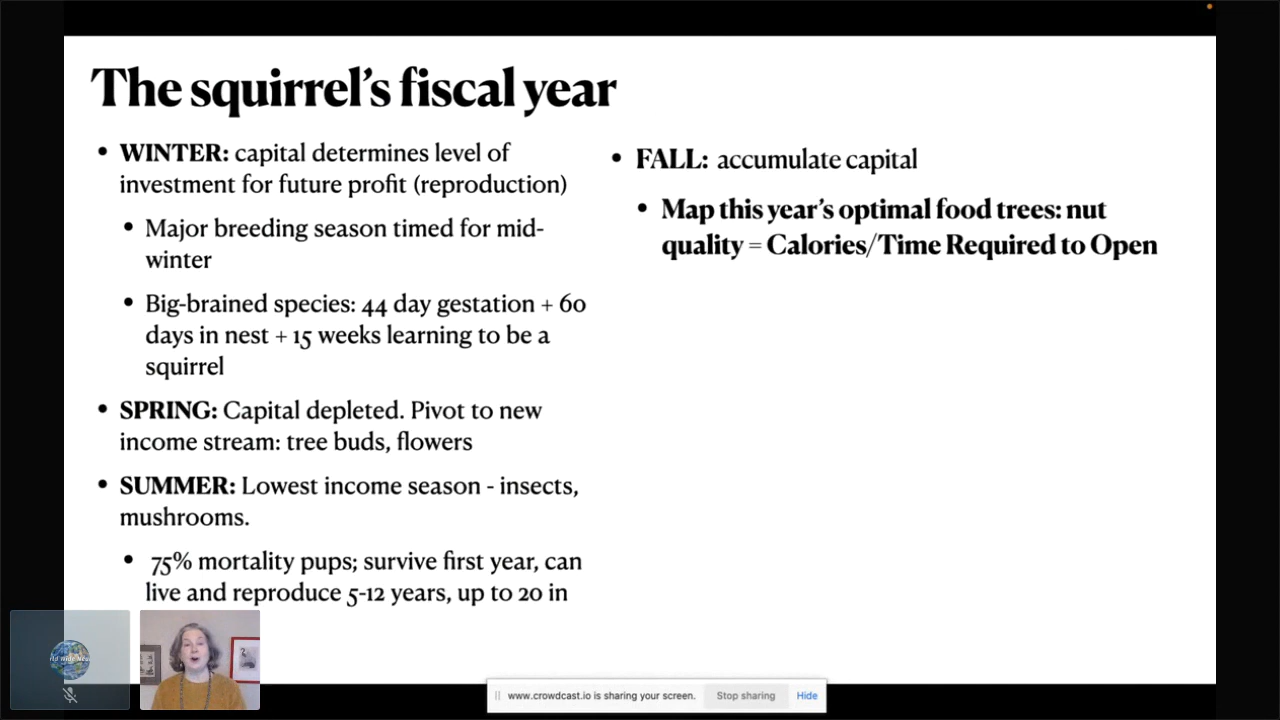 The squirrel's fiscal year
• WINTER: capital determines level of
investment for future profit (reproduction)
• Major breeding season timed for mid-
winter
• Big-brained species: 44 day gestation + 60
days in nest + 15 weeks learning to be a
squirrel
• SPRING: Capital depleted. Pivot to new
income stream: tree buds, flowers
• SUMMER: Lowest income season - insects,
mushrooms.
• 75% mortality pups; survive first year, can
live and reproduce 5-12 years, up to 20 in
• FALL: accumulate capital
• Map this year's optimal food trees: nut
quality = Calories/Time Required to Open
www.crowdcast.io is sharing your screen.
Stop sharing
Hide